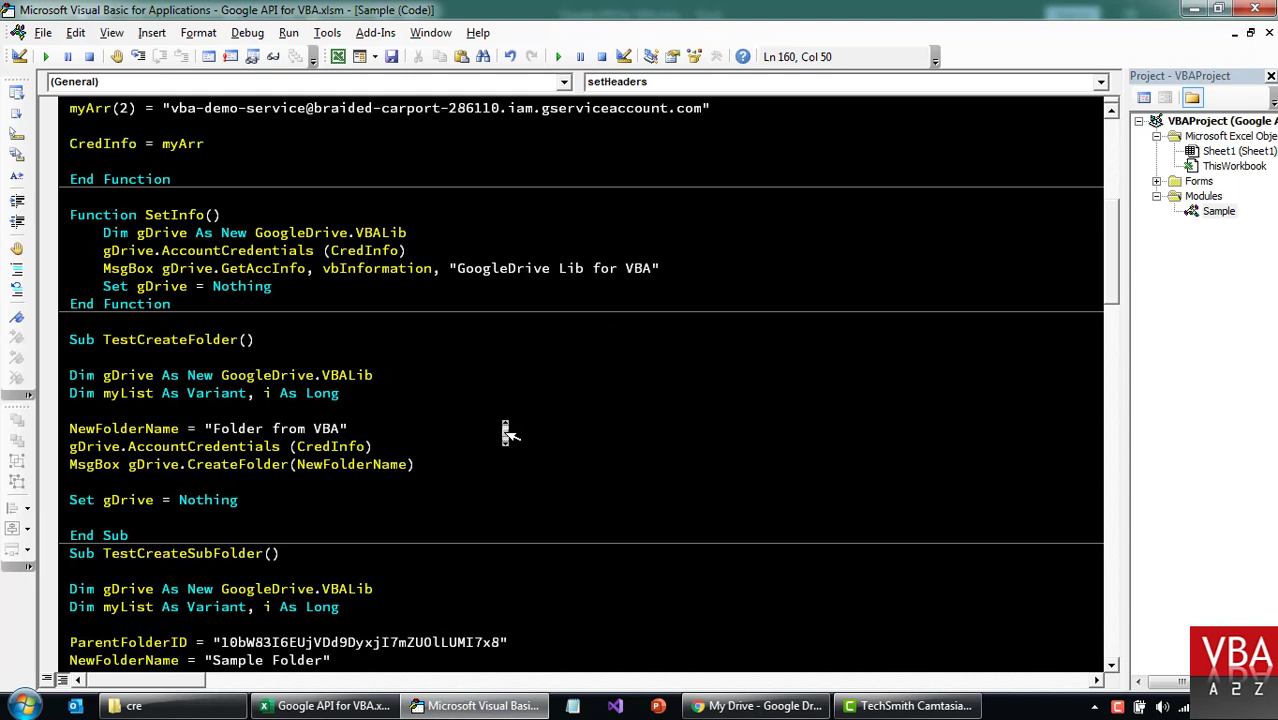 Microsoft Visual Basic for Applications - Google API for VBA.xlsm - [Sample (Code)]
File Edit View Insert Format Debug Run Tools Add-Ins Window Help
Ln 160, Col 50
(General) setHeaders
Project - VBAProject
myArr(2) = "vba-demo-service@braided-carport-286110.iam.gserviceaccount.com"
CredInfo = myArr
End Function
Function SetInfo()
Dim gDrive As New GoogleDrive.VBALib
gDrive.AccountCredentials (CredInfo)
MsgBox gDrive.GetAccInfo, vbInformation, "GoogleDrive Lib for VBA"
Set gDrive = Nothing
End Function
Sub TestCreateFolder()
Dim gDrive As New GoogleDrive.VBALib
Dim myList As Variant, i As Long
NewFolderName = "Folder from VBA"
gDrive.AccountCredentials (CredInfo)
MsgBox gDrive.CreateFolder(NewFolderName)
Set gDrive = Nothing
End Sub
Sub TestCreateSubFolder()
Dim gDrive As New GoogleDrive.VBALib
Dim myList As Variant, i As Long
ParentFolderID = "10bW83I6EUjVDd9DyxjI7mZUOlLUMI7x8"
NewFolderName = "Sample Folder"
VBAProject (Google A
Microsoft Excel Obje
Sheet1 (Sheet1)
ThisWorkbook
Forms
Modules
Sample
VBA
A 2 Z
cre
Google API for VBA.x...
Microsoft Visual Basi...
My Drive - Google Dr...
TechSmith Camtasia...